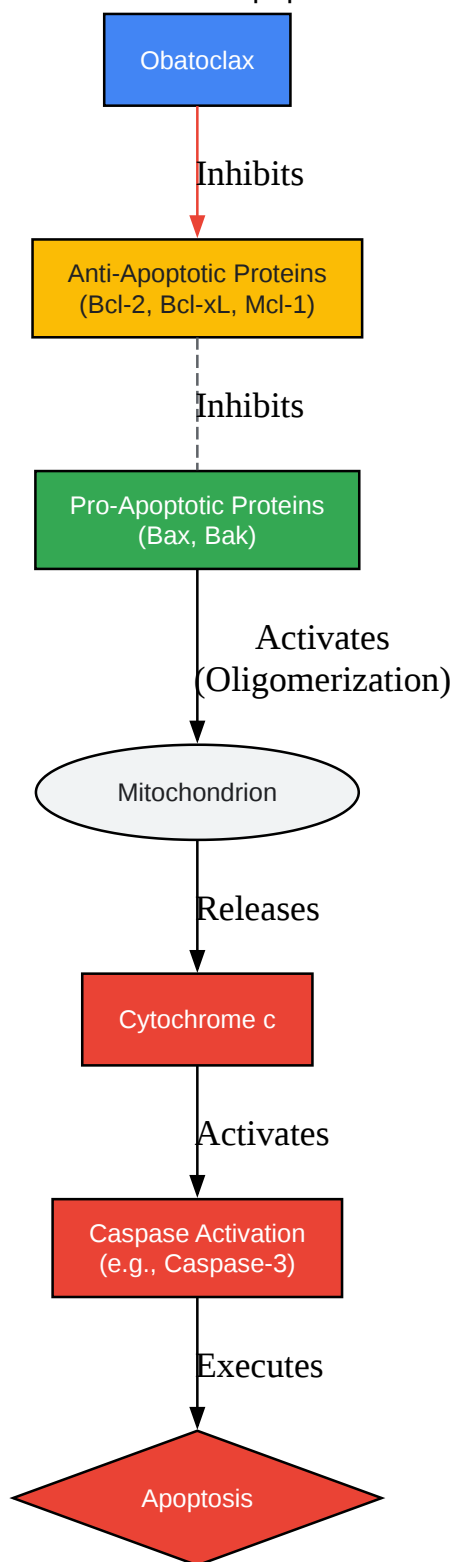 Obatoclax
Inhibits
Anti-Apoptotic Proteins
(Bcl-2, Bcl-xL, Mcl-1)
Inhibits
Pro-Apoptotic Proteins
(Bax, Bak)
Activates
(Oligomerization)
Mitochondrion
Releases
Cytochrome c
Activates
Caspase Activation
(e.g., Caspase-3)
Executes
Apoptosis